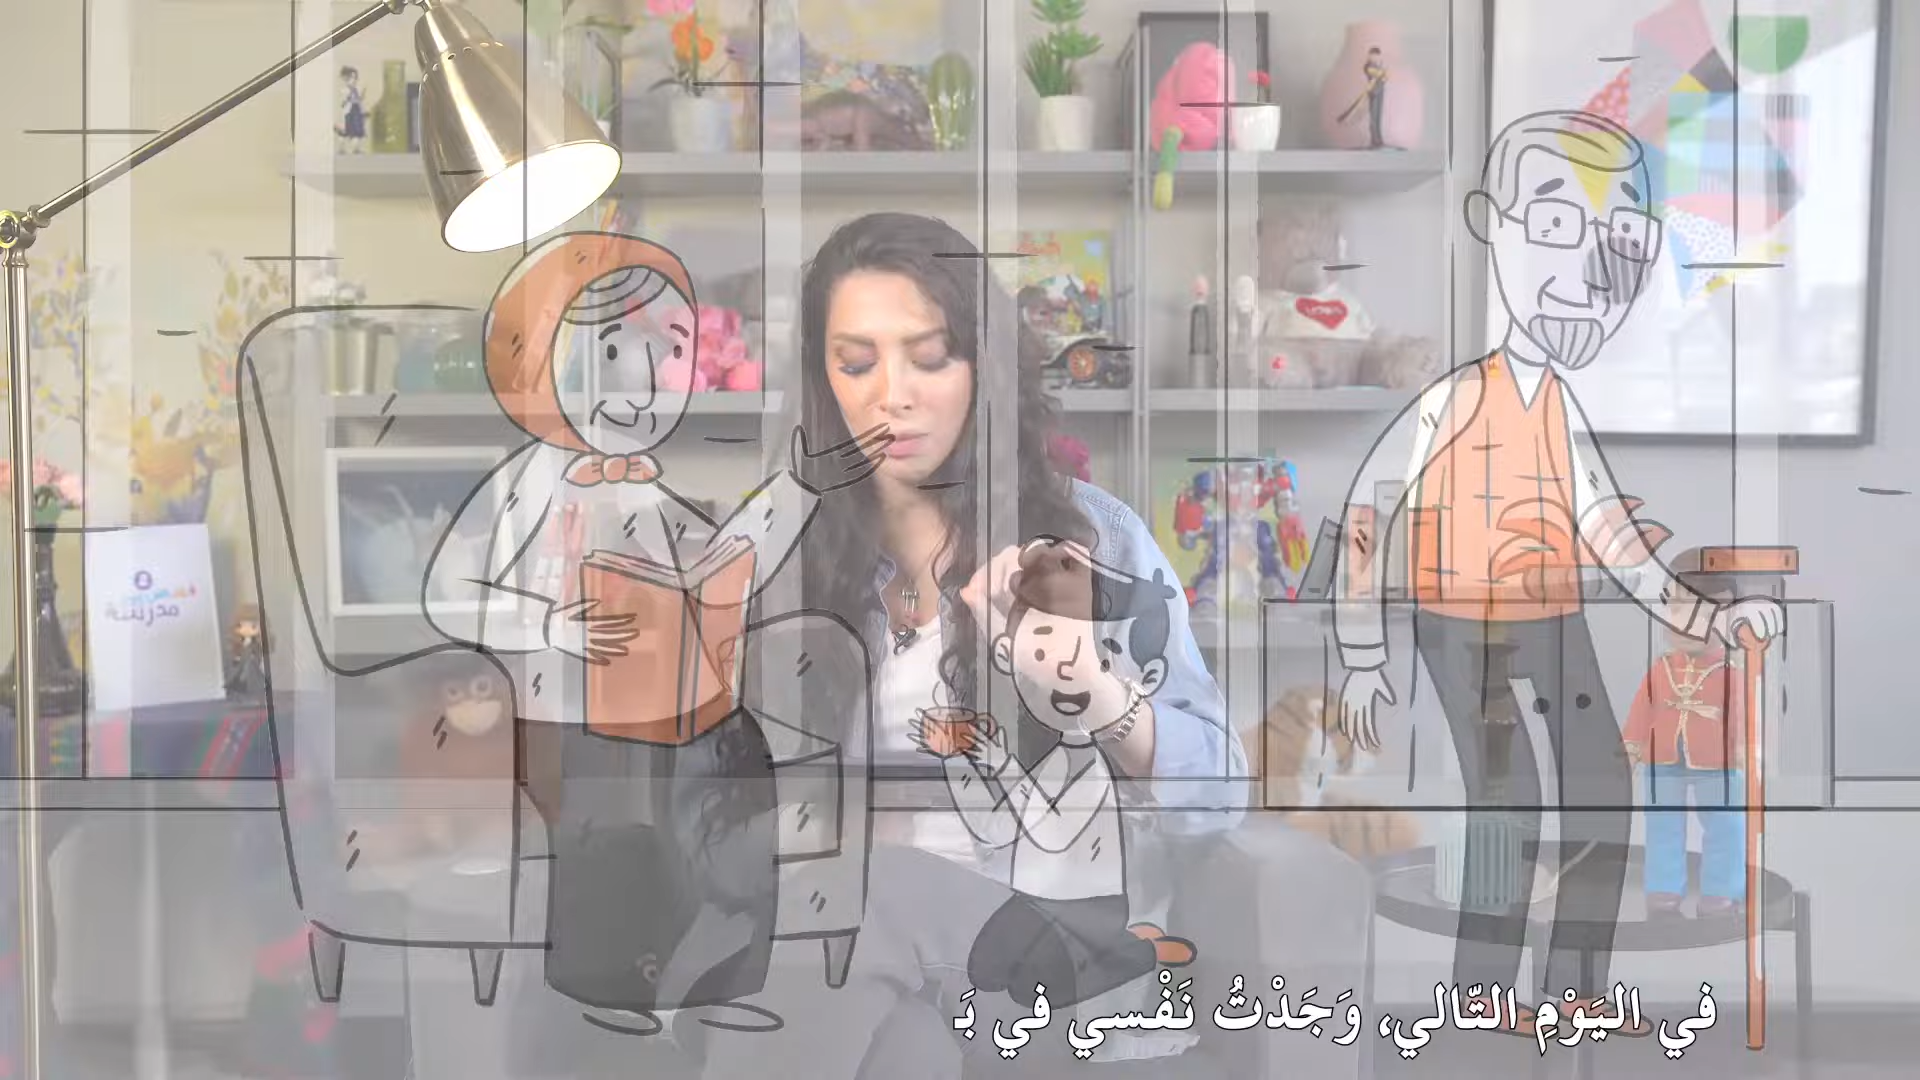 مدرسة
في اليَوْمِ التّالي، وَجَدْتُ نَفْسي في بَـ